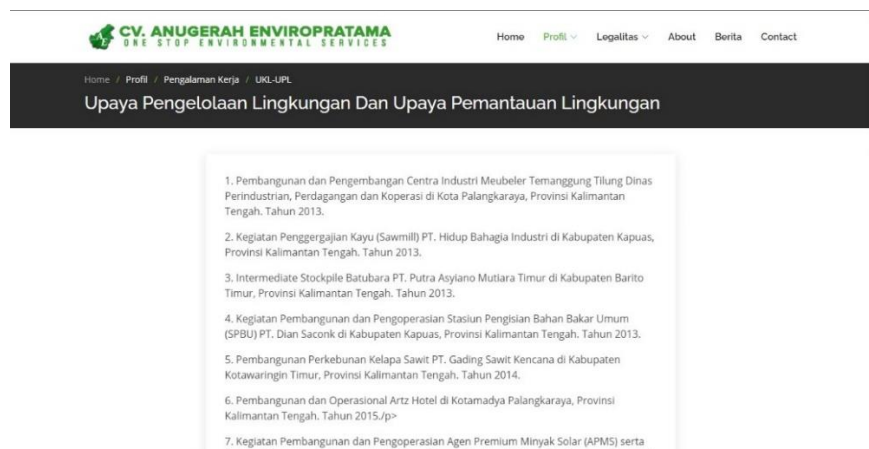 CV. ANUGERAH ENVIROPRATAMA
ONE STOP ENVIRONMENTAL SERVICES
Home Profil Legalitas About Berita Contact
Home / Profil / Pengalaman Kerja / UKL-UPL
Upaya Pengelolaan Lingkungan Dan Upaya Pemantauan Lingkungan
1. Pembangunan dan Pengembangan Centra Industri Meubeler Temanggung Tilung Dinas
Perindustrian, Perdagangan dan Koperasi di Kota Palangkaraya, Provinsi Kalimantan
Tengah. Tahun 2013.
2. Kegiatan Penggergajian Kayu (Sawmill) PT. Hidup Bahagia Industri di Kabupaten Kapuas,
Provinsi Kalimantan Tengah. Tahun 2013.
3. Intermediate Stockpile Batubara PT. Putra Asyiano Mutiara Timur di Kabupaten Barito
Timur, Provinsi Kalimantan Tengah. Tahun 2013.
4. Kegiatan Pembangunan dan Pengoperasian Stasiun Pengisian Bahan Bakar Umum
(SPBU) PT. Dian Saconk di Kabupaten Kapuas, Provinsi Kalimantan Tengah. Tahun 2013.
5. Pembangunan Perkebunan Kelapa Sawit PT. Gading Sawit Kencana di Kabupaten
Kotawaringin Timur, Provinsi Kalimantan Tengah. Tahun 2014.
6. Pembangunan dan Operasional Artz Hotel di Kotamadya Palangkaraya, Provinsi
Kalimantan Tengah. Tahun 2015./p>
7. Kegiatan Pembangunan dan Pengoperasian Agen Premium Minyak Solar (APMS) serta